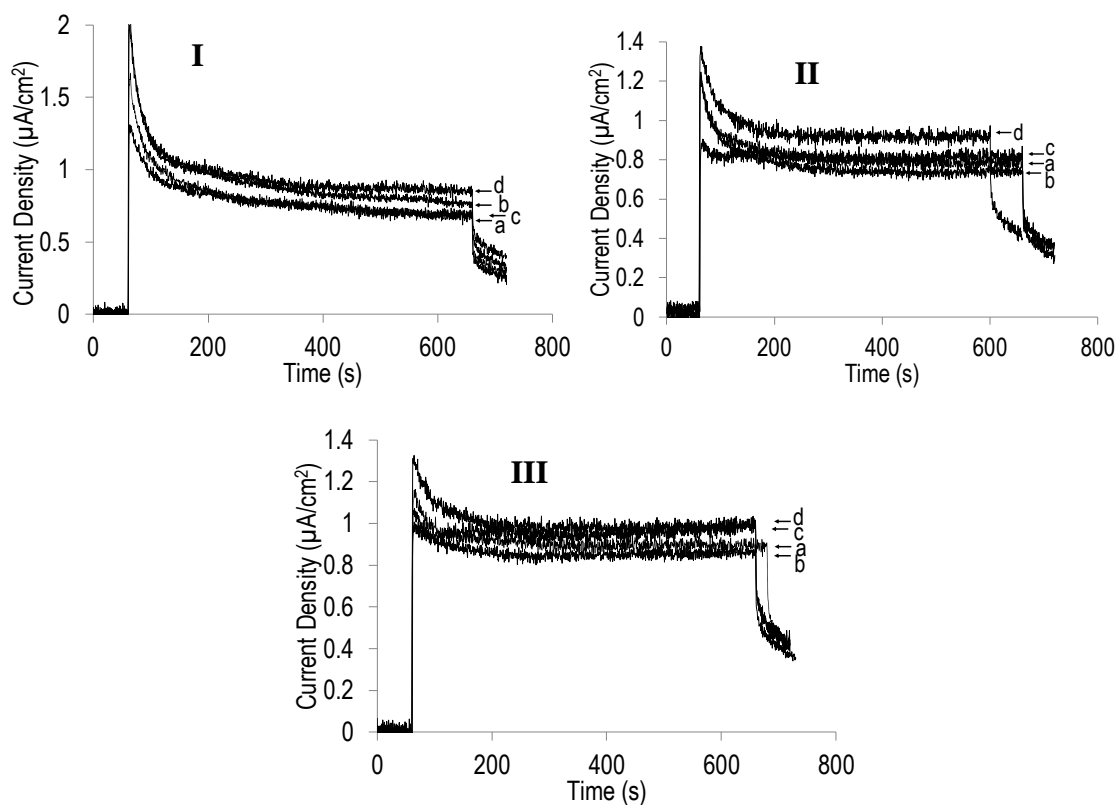 I
Current Density (µA/cm²)
2
1.5
1
0.5
0
d
b
c
a
0 200 400 600 800
Time (s)
II
Current Density (µA/cm²)
1.4
1.2
1
0.8
0.6
0.4
0.2
0
d
c
a
b
0 200 400 600 800
Time (s)
III
Current Density (µA/cm²)
1.4
1.2
1
0.8
0.6
0.4
0.2
0
d
c
a
b
0 200 400 600 800
Time (s)